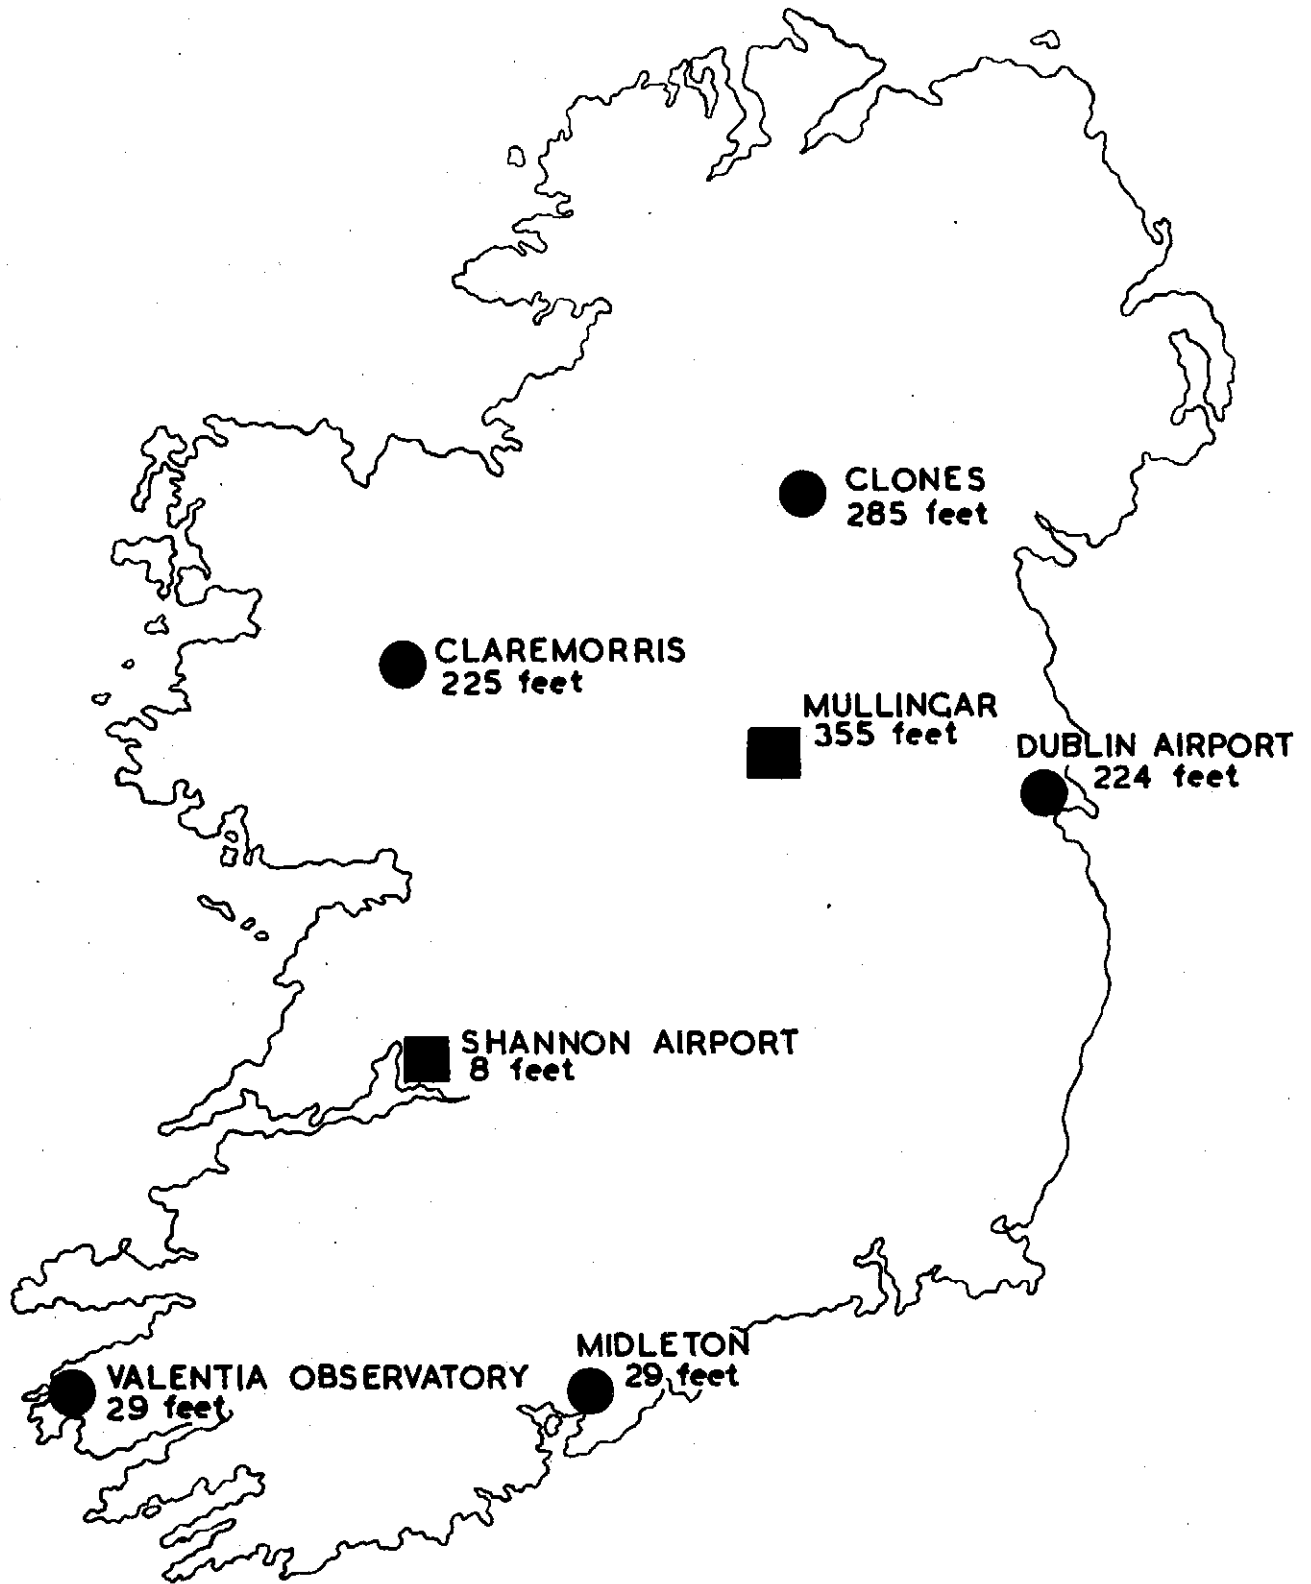 CLONES
285 feet
CLAREMORRIS
225 feet
MULLINGAR
355 feet
DUBLIN AIRPORT
224 feet
SHANNON AIRPORT
8 feet
MIDLETON
29 feet
VALENTIA OBSERVATORY
29 feet